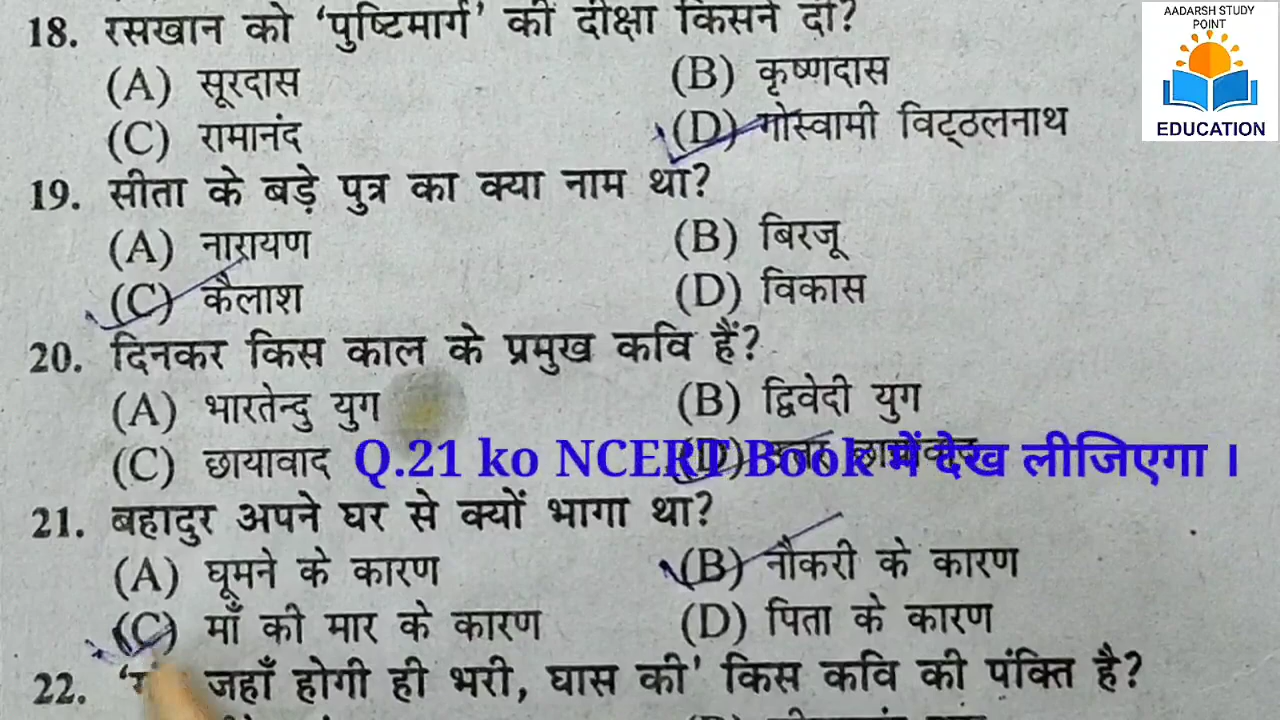 AADARSH STUDY
POINT
EDUCATION
18. रसखान को ‘पुष्टिमार्ग’ की दीक्षा किसने दी?
(A) सूरदास (B) कृष्णदास
(C) रामानंद (D) गोस्वामी विट्ठलनाथ
19. सीता के बड़े पुत्र का क्या नाम था?
(A) नारायण (B) बिरजू
(C) कैलाश (D) विकास
20. दिनकर किस काल के प्रमुख कवि हैं?
(A) भारतेन्दु युग (B) द्विवेदी युग
(C) छायावाद (D)
Q.21 ko NCERT Book में देख लीजिएगा ।
21. बहादुर अपने घर से क्यों भागा था?
(A) घूमने के कारण (B) नौकरी के कारण
(C) माँ की मार के कारण (D) पिता के कारण
22. जहाँ होगी ही भरी, घास की’ किस कवि की पंक्ति है?